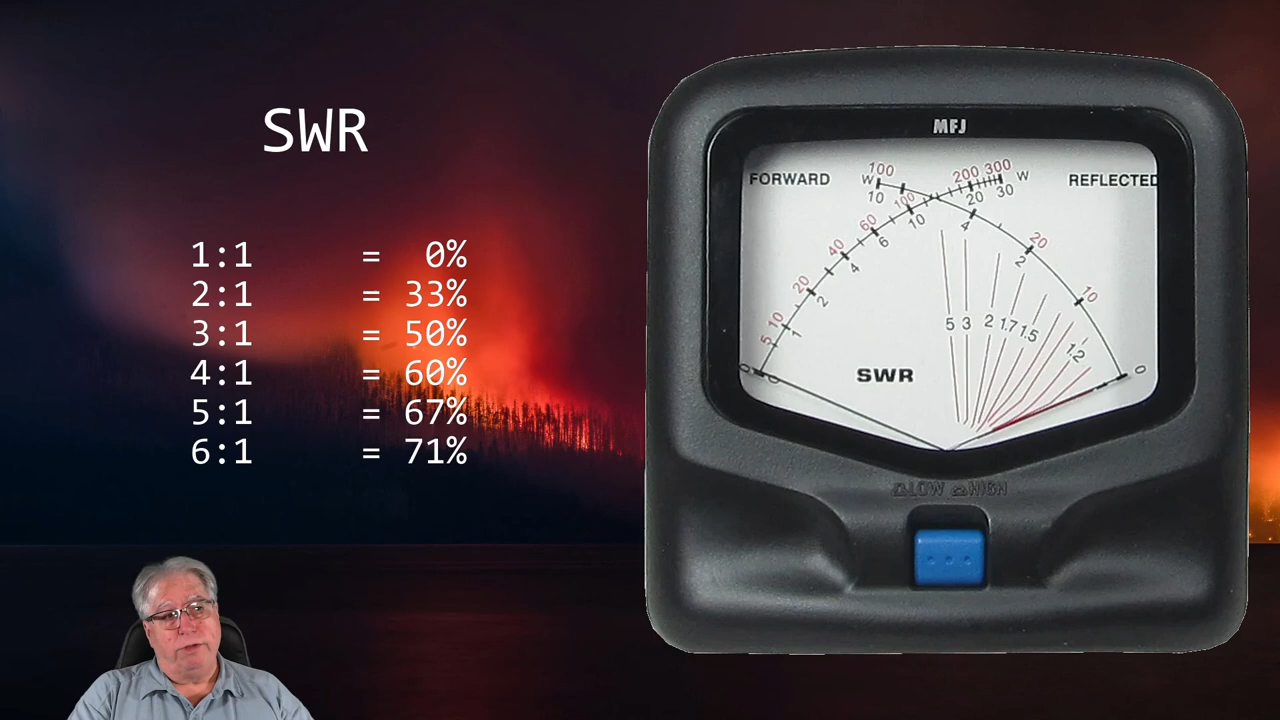 SWR
1:1 = 0%
2:1 = 33%
3:1 = 50%
4:1 = 60%
5:1 = 67%
6:1 = 71%
MFJ
FORWARD
REFLECTED
W 100 200 300 W
10 20 30
100 10
60 6
40 4
20 2
10 1
5
0 0
4
20 2
10
0
5 3 2 1.7 1.5 1.2
SWR
LOW HIGH